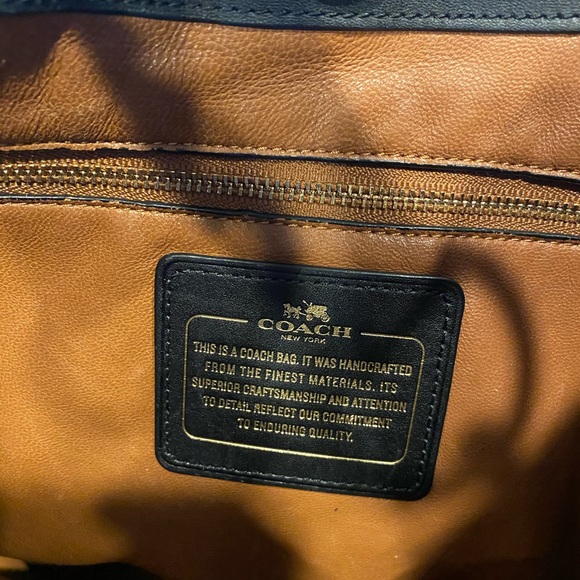 COACH
NEW YORK
THIS IS A COACH BAG. IT WAS HANDCRAFTED
FROM THE FINEST MATERIALS. ITS
SUPERIOR CRAFTSMANSHIP AND ATTENTION
TO DETAIL REFLECT OUR COMMITMENT
TO ENDURING QUALITY.